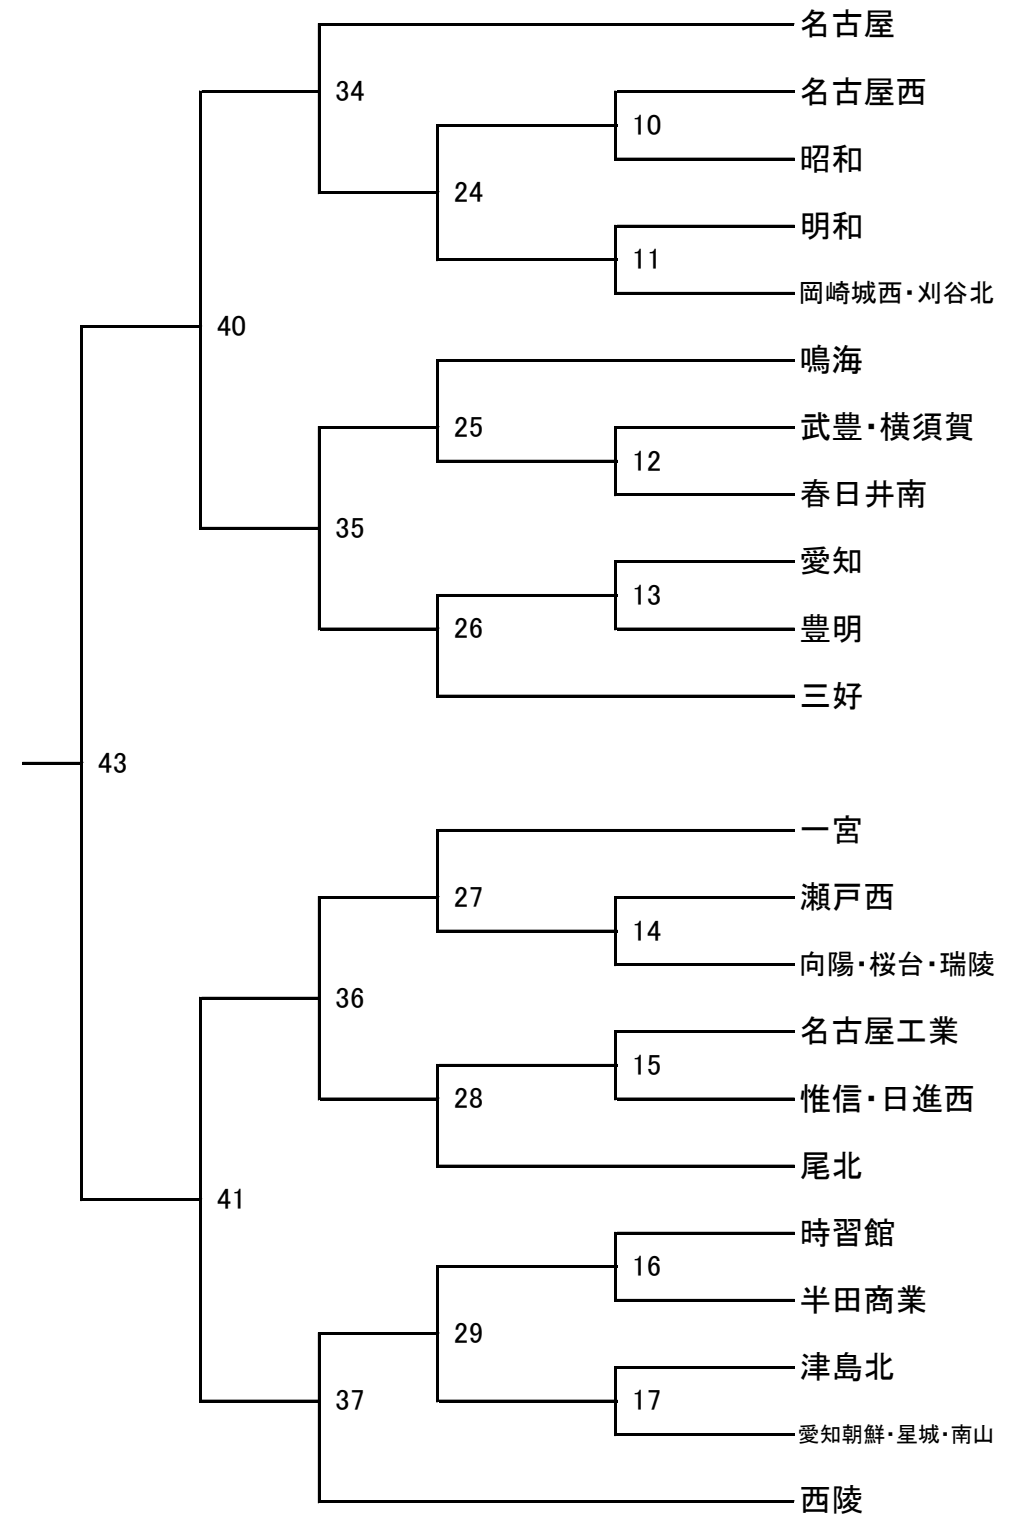 名古屋
34
名古屋西
10
昭和
24
明和
11
岡崎城西・刈谷北
40
鳴海
25
武豊・横須賀
12
春日井南
35
愛知
13
豊明
26
三好
43
一宮
27
瀬戸西
14
向陽・桜台・瑞陵
36
名古屋工業
15
惟信・日進西
28
尾北
41
時習館
16
半田商業
29
津島北
17
愛知朝鮮・星城・南山
37
西陵